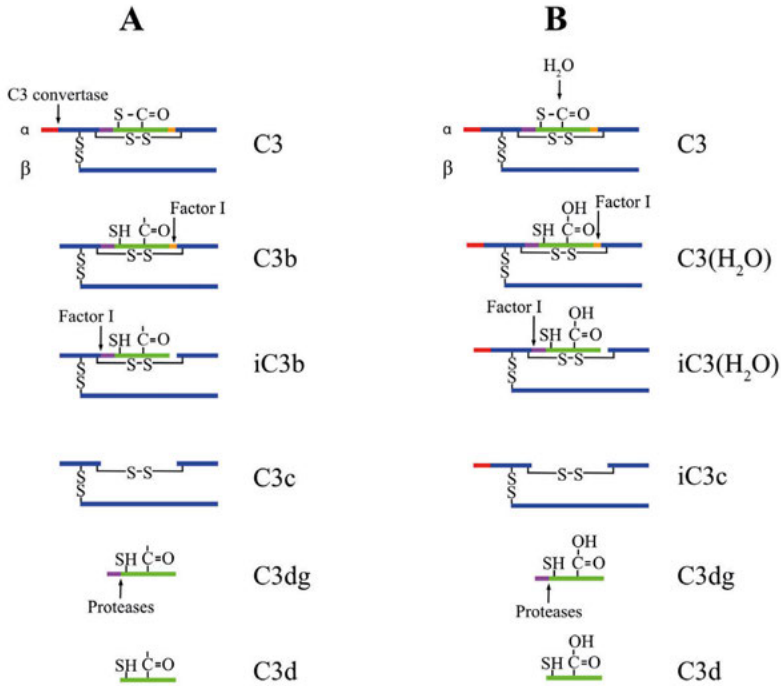 A
C3 convertase
S-C=O
α
S-S
S
S
β
C3
Factor I
SH C=O
S-S
S
S
C3b
Factor I
SH C=O
S-S
S
S
iC3b
S-S
S
S
C3c
SH C=O
C3dg
Proteases
SH C=O
C3d
B
H₂O
S-C=O
α
S-S
S
S
β
C3
Factor I
OH
SH C=O
S-S
S
S
C3(H₂O)
Factor I
OH
SH C=O
S-S
S
S
iC3(H₂O)
S-S
S
S
iC3c
OH
SH C=O
C3dg
Proteases
OH
SH C=O
C3d